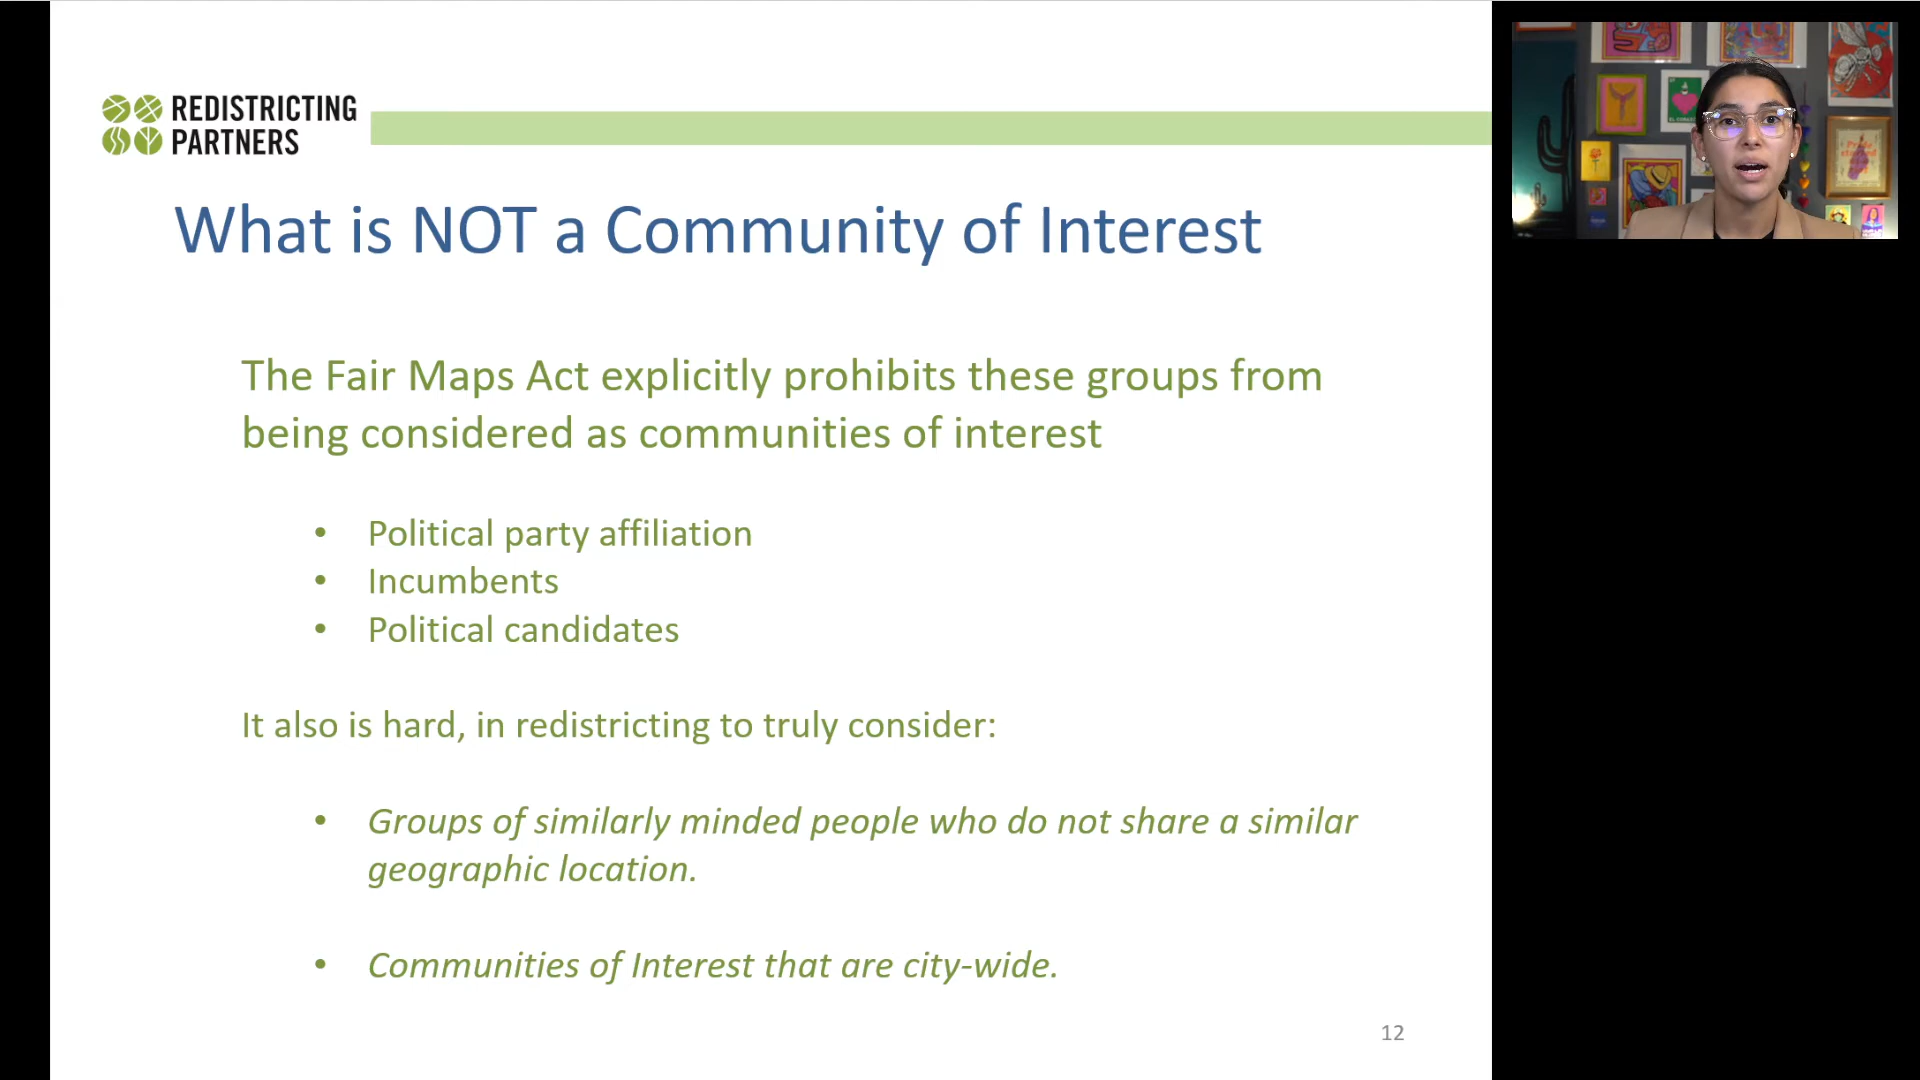 REDISTRICTING
PARTNERS
What is NOT a Community of Interest
The Fair Maps Act explicitly prohibits these groups from
being considered as communities of interest
• Political party affiliation
• Incumbents
• Political candidates
It also is hard, in redistricting to truly consider:
• Groups of similarly minded people who do not share a similar
geographic location.
• Communities of Interest that are city-wide.
12